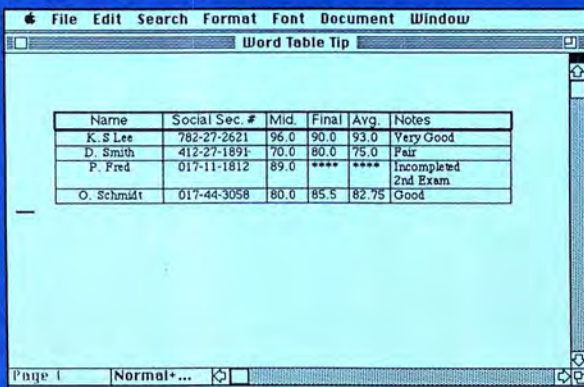 File Edit Search Format Font Document Window
Word Table Tip
Name Social Sec. # Mid. Final Avg. Notes
K. S Lee 782-27-2621 96.0 90.0 93.0 Very Good
D. Smith 412-27-1891 70.0 80.0 75.0 Fair
P. Fred 017-11-1812 89.0 **** **** Incompleted
2nd Exam
O. Schmidt 017-44-3058 80.0 85.5 82.75 Good
Page 1 Normal+...